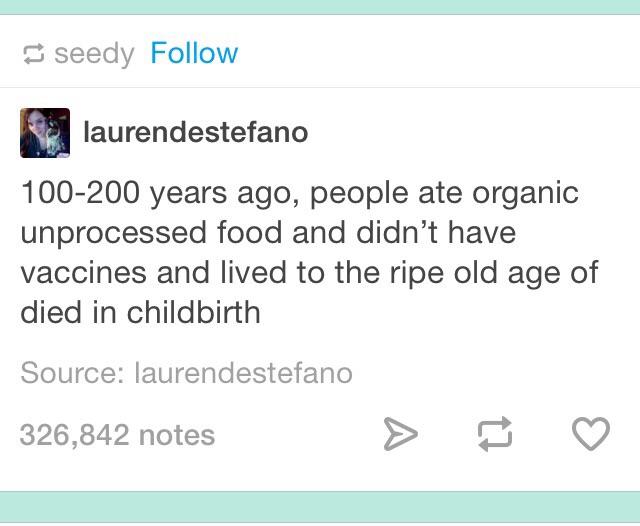 seedy Follow
laurendestefano
100-200 years ago, people ate organic
unprocessed food and didn’t have
vaccines and lived to the ripe old age of
died in childbirth
Source: laurendestefano
326,842 notes